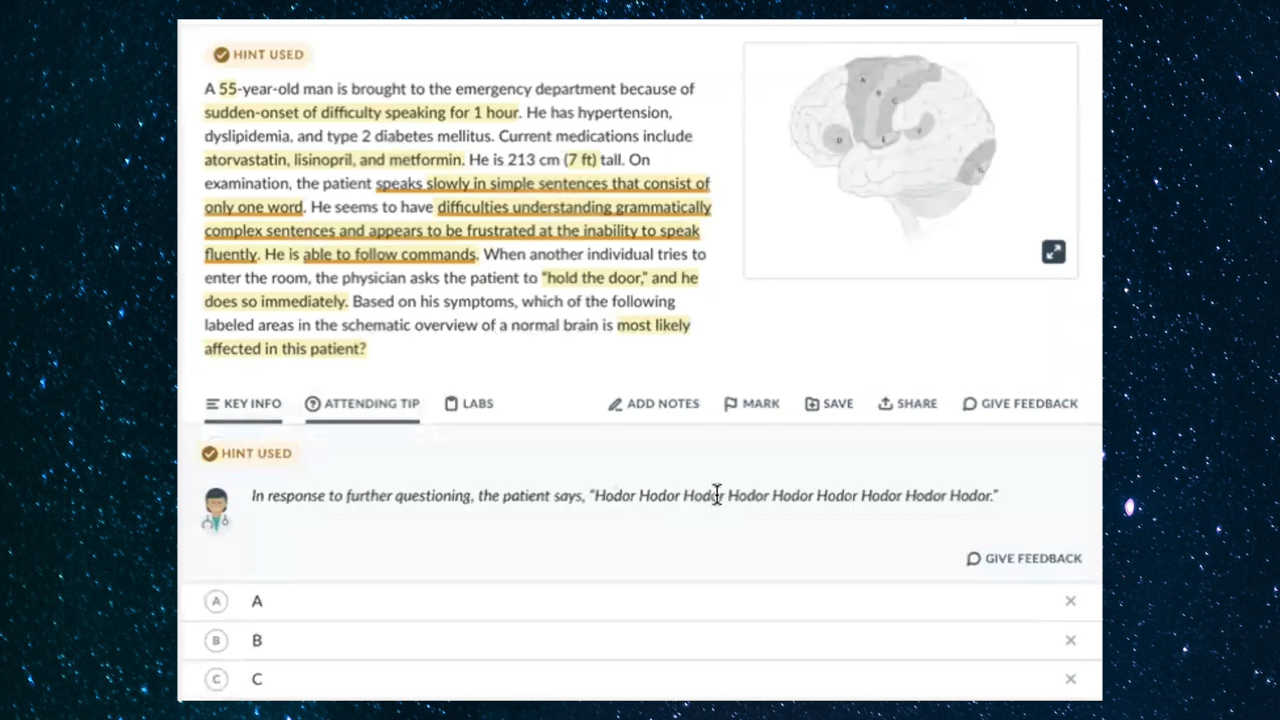 HINT USED
A 55-year-old man is brought to the emergency department because of
sudden-onset of difficulty speaking for 1 hour. He has hypertension,
dyslipidemia, and type 2 diabetes mellitus. Current medications include
atorvastatin, lisinopril, and metformin. He is 213 cm (7 ft) tall. On
examination, the patient speaks slowly in simple sentences that consist of
only one word. He seems to have difficulties understanding grammatically
complex sentences and appears to be frustrated at the inability to speak
fluently. He is able to follow commands. When another individual tries to
enter the room, the physician asks the patient to "hold the door," and he
does so immediately. Based on his symptoms, which of the following
labeled areas in the schematic overview of a normal brain is most likely
affected in this patient?
A
B
C
D
E
F
G
KEY INFO ATTENDING TIP LABS ADD NOTES MARK SAVE SHARE GIVE FEEDBACK
HINT USED
In response to further questioning, the patient says, "Hodor Hodor Hodor Hodor Hodor Hodor Hodor Hodor Hodor."
GIVE FEEDBACK
A A
B B
C C